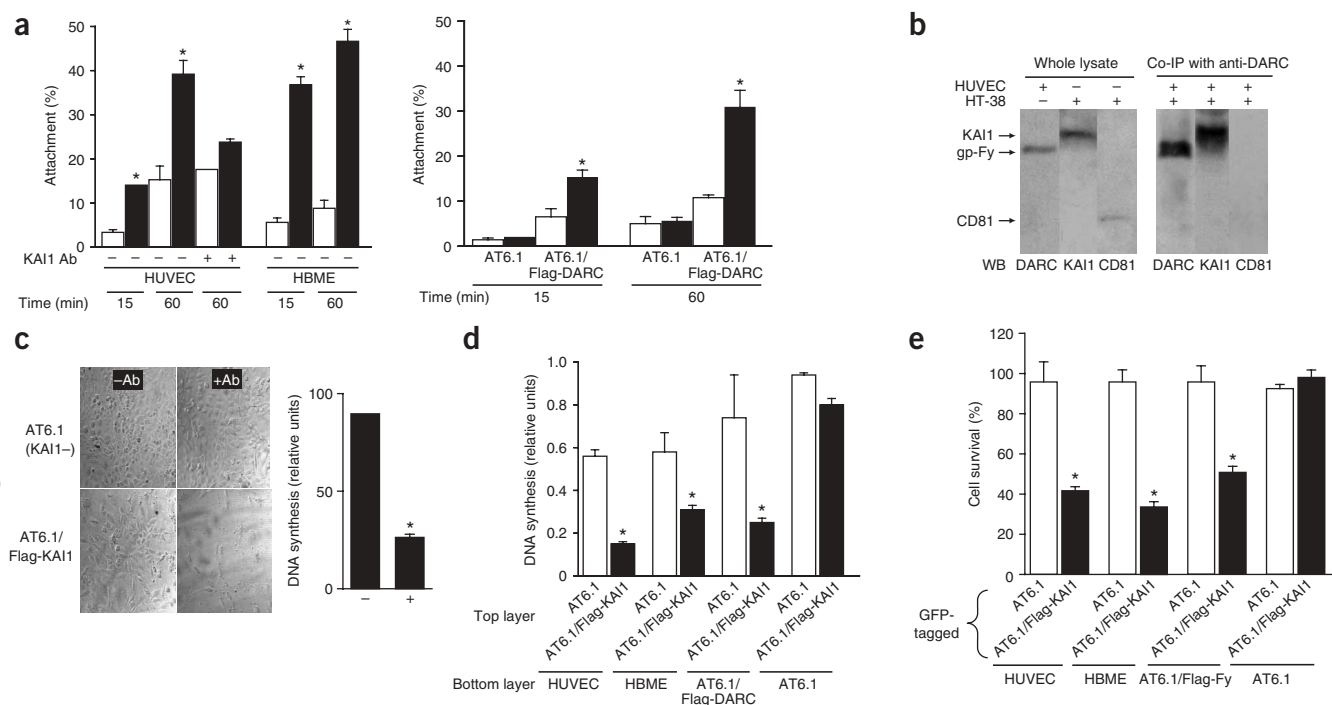 a
50
40
30
20
10
0
Attachment (%)
* * * *
KAI1 Ab – – – – + + – – – –
HUVEC HBME
Time (min) 15 60 60 15 60
50
40
30
20
10
0
Attachment (%)
* *
AT6.1 AT6.1/ AT6.1 AT6.1/
Flag-DARC Flag-DARC
Time (min) 15 60
b
Whole lysate Co-IP with anti-DARC
HUVEC + – – + + +
HT-38 – + + + + +
KAI1
gp-Fy
CD81
WB DARC KAI1 CD81 DARC KAI1 CD81
c
–Ab +Ab
AT6.1
(KAI1–)
AT6.1/
Flag-KAI1
100
50
0
DNA synthesis (relative units)
*
– +
d
1.0
0.8
0.6
0.4
0.2
0
DNA synthesis (relative units)
* * *
Top layer
AT6.1 AT6.1/Flag-KAI1 AT6.1 AT6.1/Flag-KAI1 AT6.1 AT6.1/Flag-KAI1 AT6.1 AT6.1/Flag-KAI1
Bottom layer HUVEC HBME AT6.1/ AT6.1
Flag-DARC
e
120
100
80
60
40
20
0
Cell survival (%)
* * *
GFP-
tagged
AT6.1 AT6.1/Flag-KAI1 AT6.1 AT6.1/Flag-KAI1 AT6.1 AT6.1/Flag-KAI1 AT6.1 AT6.1/Flag-KAI1
HUVEC HBME AT6.1/Flag-Fy AT6.1